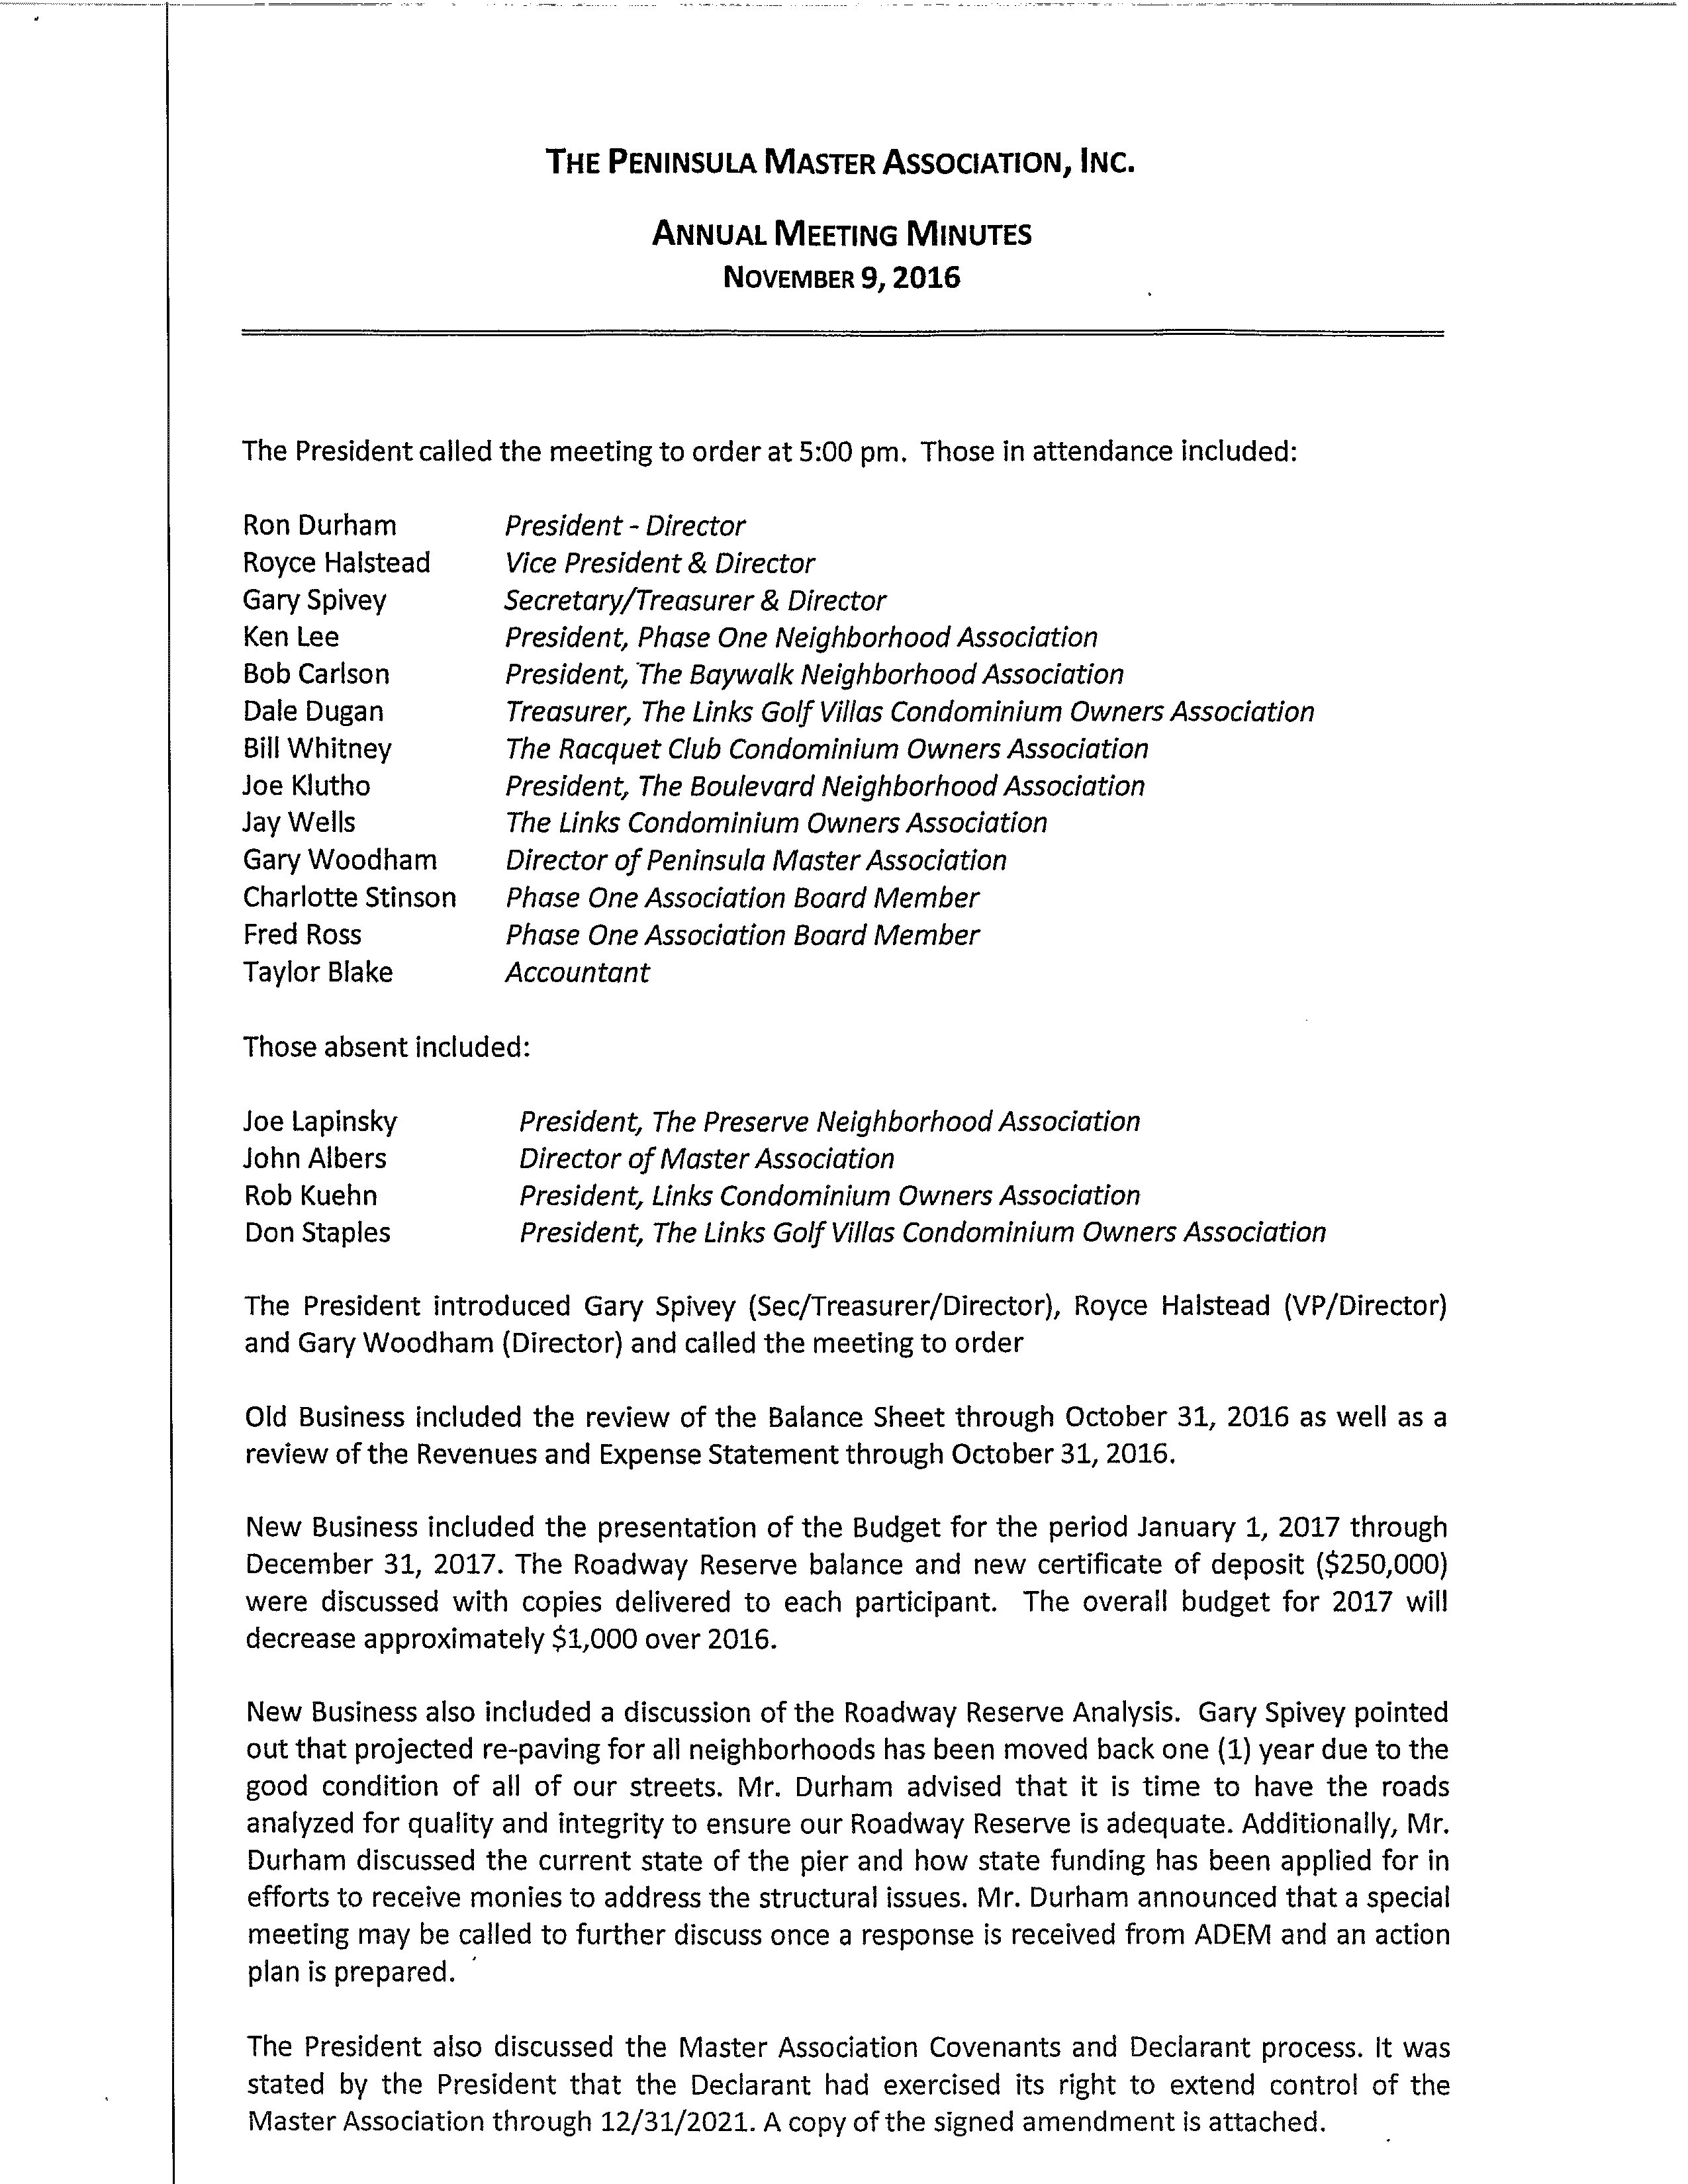 THE PENINSULA MASTER ASSOCIATION, INC.
ANNUAL MEETING MINUTES
NOVEMBER 9, 2016
The President called the meeting to order at 5:00 pm. Those in attendance included:
Ron Durham President - Director
Royce Halstead Vice President & Director
Gary Spivey Secretary/Treasurer & Director
Ken Lee President, Phase One Neighborhood Association
Bob Carlson President, The Baywalk Neighborhood Association
Dale Dugan Treasurer, The Links Golf Villas Condominium Owners Association
Bill Whitney The Racquet Club Condominium Owners Association
Joe Klutho President, The Boulevard Neighborhood Association
Jay Wells The Links Condominium Owners Association
Gary Woodham Director of Peninsula Master Association
Charlotte Stinson Phase One Association Board Member
Fred Ross Phase One Association Board Member
Taylor Blake Accountant
Those absent included:
Joe Lapinsky President, The Preserve Neighborhood Association
John Albers Director of Master Association
Rob Kuehn President, Links Condominium Owners Association
Don Staples President, The Links Golf Villas Condominium Owners Association
The President introduced Gary Spivey (Sec/Treasurer/Director), Royce Halstead (VP/Director)
and Gary Woodham (Director) and called the meeting to order
Old Business included the review of the Balance Sheet through October 31, 2016 as well as a
review of the Revenues and Expense Statement through October 31, 2016.
New Business included the presentation of the Budget for the period January 1, 2017 through
December 31, 2017. The Roadway Reserve balance and new certificate of deposit ($250,000)
were discussed with copies delivered to each participant. The overall budget for 2017 will
decrease approximately $1,000 over 2016.
New Business also included a discussion of the Roadway Reserve Analysis. Gary Spivey pointed
out that projected re-paving for all neighborhoods has been moved back one (1) year due to the
good condition of all of our streets. Mr. Durham advised that it is time to have the roads
analyzed for quality and integrity to ensure our Roadway Reserve is adequate. Additionally, Mr.
Durham discussed the current state of the pier and how state funding has been applied for in
efforts to receive monies to address the structural issues. Mr. Durham announced that a special
meeting may be called to further discuss once a response is received from ADEM and an action
plan is prepared.
The President also discussed the Master Association Covenants and Declarant process. It was
stated by the President that the Declarant had exercised its right to extend control of the
Master Association through 12/31/2021. A copy of the signed amendment is attached.